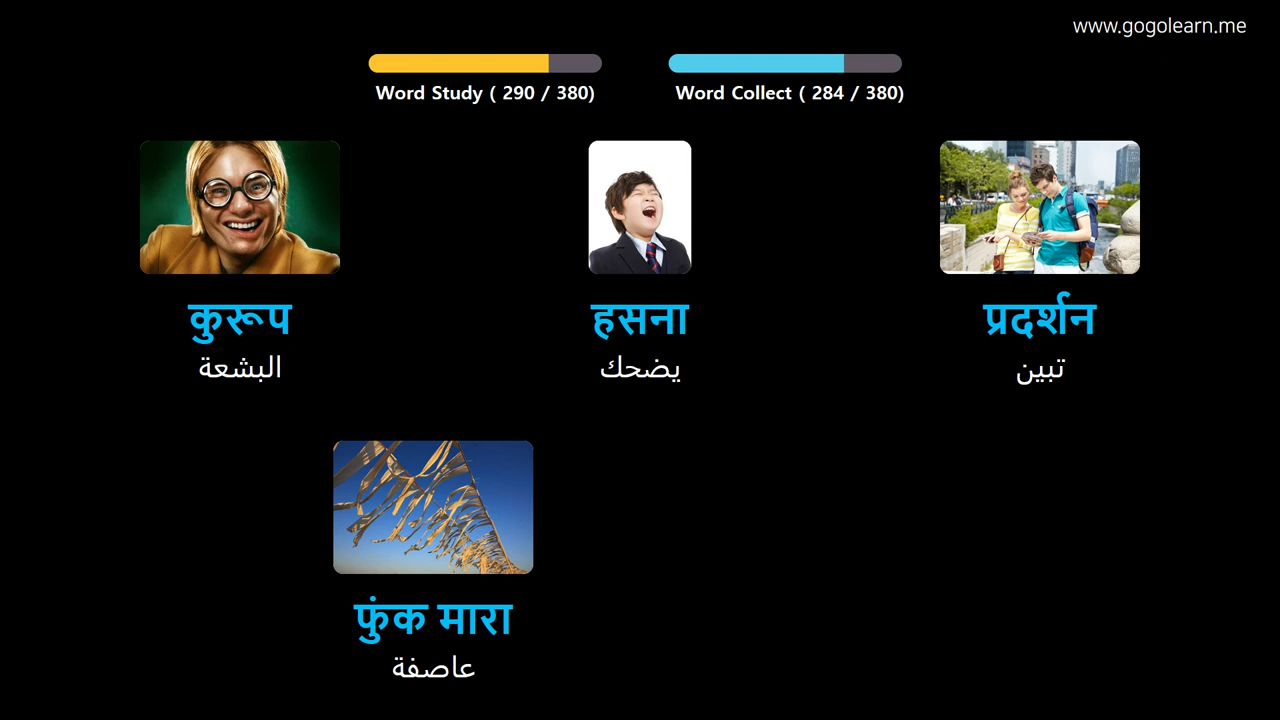 www.gogolearn.me
Word Study ( 290 / 380)
Word Collect ( 284 / 380)
कुरूप
البشعة
हसना
يضحك
प्रदर्शन
تبين
फुंक मारा
عاصفة